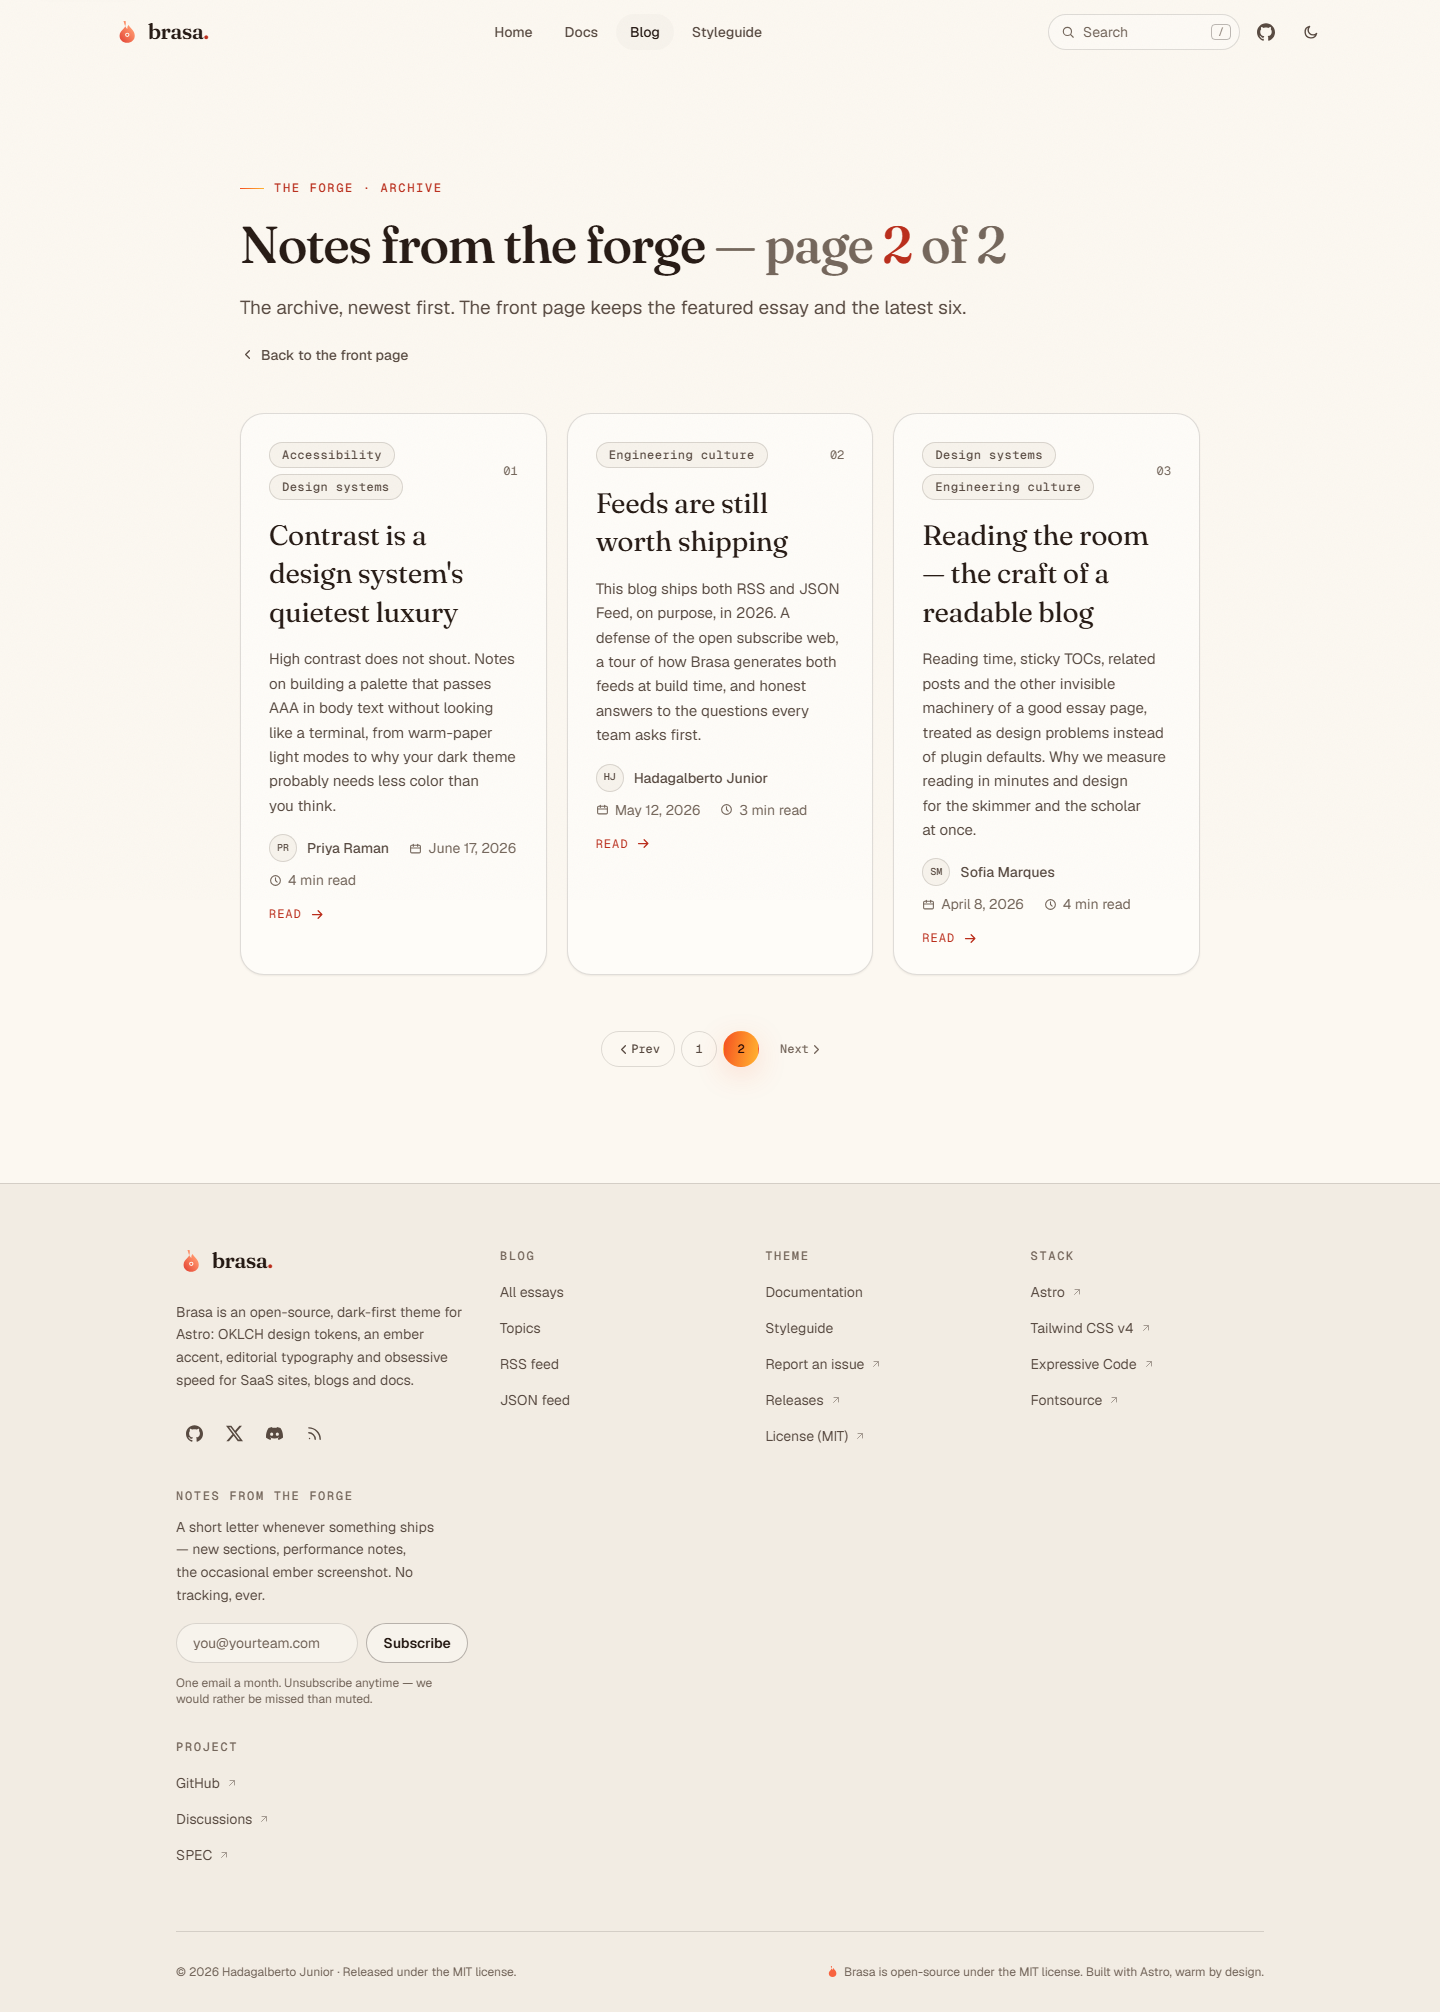 brasa.
Home Docs Blog Styleguide
Search /
THE FORGE · ARCHIVE
Notes from the forge — page 2 of 2
The archive, newest first. The front page keeps the featured essay and the latest six.
Back to the front page
Accessibility
Design systems
01
Contrast is a
design system's
quietest luxury
High contrast does not shout. Notes
on building a palette that passes
AAA in body text without looking
like a terminal, from warm-paper
light modes to why your dark theme
probably needs less color than
you think.
PR Priya Raman June 17, 2026
4 min read
READ
Engineering culture
02
Feeds are still
worth shipping
This blog ships both RSS and JSON
Feed, on purpose, in 2026. A
defense of the open subscribe web,
a tour of how Brasa generates both
feeds at build time, and honest
answers to the questions every
team asks first.
HJ Hadagalberto Junior
May 12, 2026 3 min read
READ
Design systems
Engineering culture
03
Reading the room
— the craft of a
readable blog
Reading time, sticky TOCs, related
posts and the other invisible
machinery of a good essay page,
treated as design problems instead
of plugin defaults. Why we measure
reading in minutes and design
for the skimmer and the scholar
at once.
SM Sofia Marques
April 8, 2026 4 min read
READ
Prev 1 2 Next
brasa.
Brasa is an open-source, dark-first theme for
Astro: OKLCH design tokens, an ember
accent, editorial typography and obsessive
speed for SaaS sites, blogs and docs.
NOTES FROM THE FORGE
A short letter whenever something ships
— new sections, performance notes,
the occasional ember screenshot. No
tracking, ever.
you@yourteam.com Subscribe
One email a month. Unsubscribe anytime — we
would rather be missed than muted.
BLOG
All essays
Topics
RSS feed
JSON feed
THEME
Documentation
Styleguide
Report an issue
Releases
License (MIT)
STACK
Astro
Tailwind CSS v4
Expressive Code
Fontsource
PROJECT
GitHub
Discussions
SPEC
© 2026 Hadagalberto Junior · Released under the MIT license.
Brasa is open-source under the MIT license. Built with Astro, warm by design.